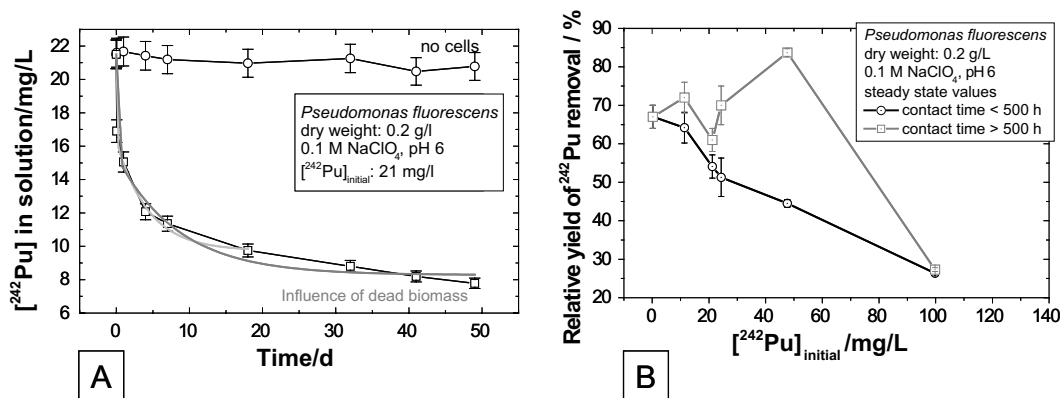 22
20
18
16
14
12
10
8
6
[²⁴²Pu] in solution/mg/L
no cells
Pseudomonas fluorescens
dry weight: 0.2 g/l
0.1 M NaClO₄, pH 6
[²⁴²Pu]initial: 21 mg/l
Influence of dead biomass
0 10 20 30 40 50
Time/d
A
90
80
70
60
50
40
30
20
Relative yield of ²⁴²Pu removal / %
Pseudomonas fluorescens
dry weight: 0.2 g/L
0.1 M NaClO₄, pH 6
steady state values
contact time < 500 h
contact time > 500 h
0 20 40 60 80 100 120 140
[²⁴²Pu]initial /mg/L
B